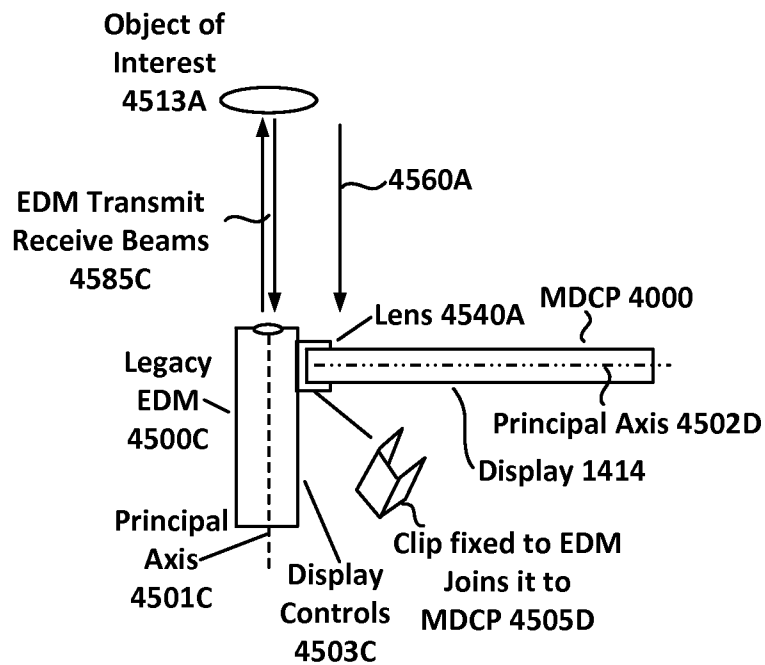 Object of
Interest
4513A
4560A
EDM Transmit
Receive Beams
4585C
Lens 4540A
MDCP 4000
Legacy
EDM
4500C
Principal Axis 4502D
Display 1414
Principal
Axis
4501C
Display
Controls
4503C
Clip fixed to EDM
Joins it to
MDCP 4505D